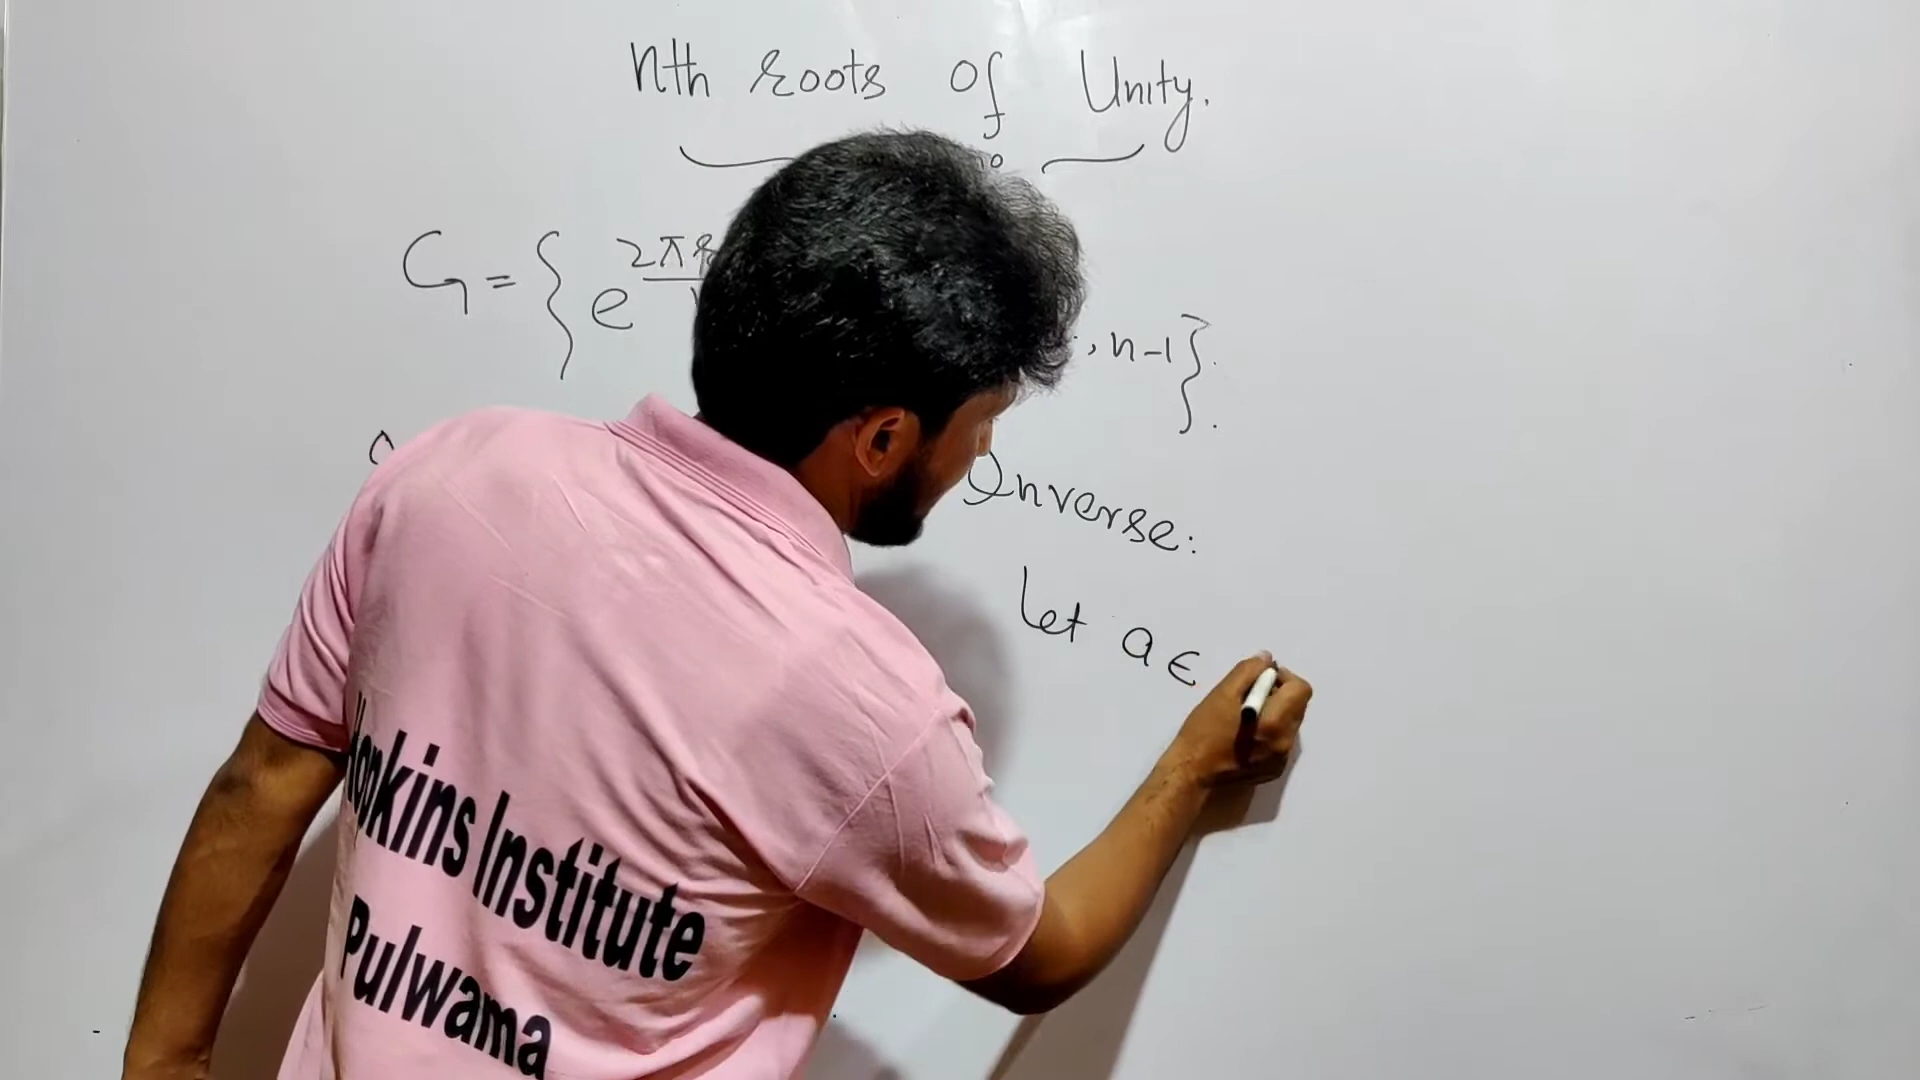 nth roots of Unity.
G = { e 2π
, n-1}.
Inverse:
let a ∈
Hopkins Institute
Pulwama